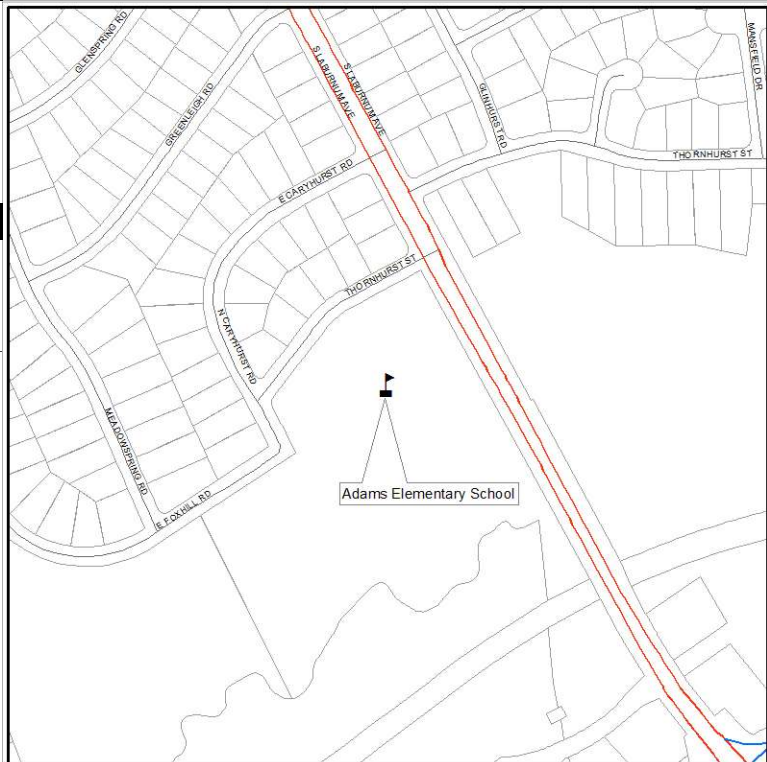 GLENSPRING RD
GREENLEIGH RD
S LABURNUM AVE
S LABURNUM AVE
GLINHURST RD
MANSFIELD DR
THORNHURST ST
E CARYHURST RD
THORNHURST ST
N CARYHURST RD
MEADOWSPRING RD
E FOXHILL RD
Adams Elementary School